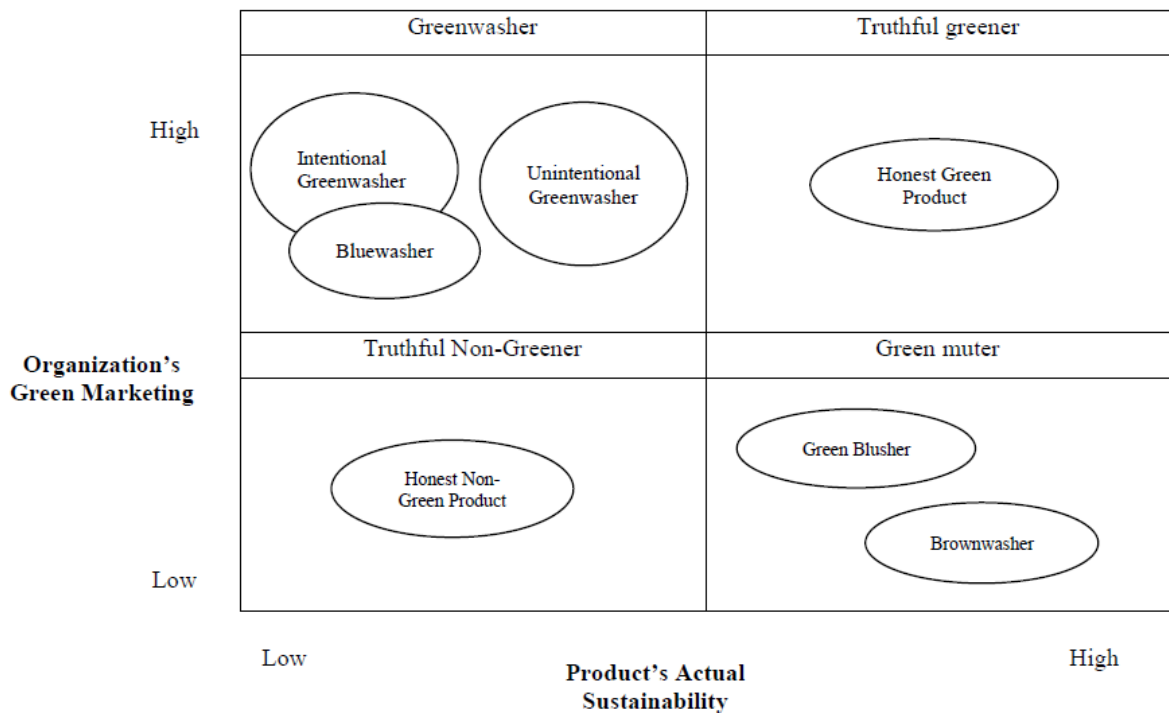 Greenwasher
Truthful greener
High
Intentional
Greenwasher
Unintentional
Greenwasher
Bluewasher
Honest Green
Product
Organization's
Green Marketing
Truthful Non-Greener
Green muter
Honest Non-
Green Product
Green Blusher
Brownwasher
Low
Low
Product's Actual
Sustainability
High